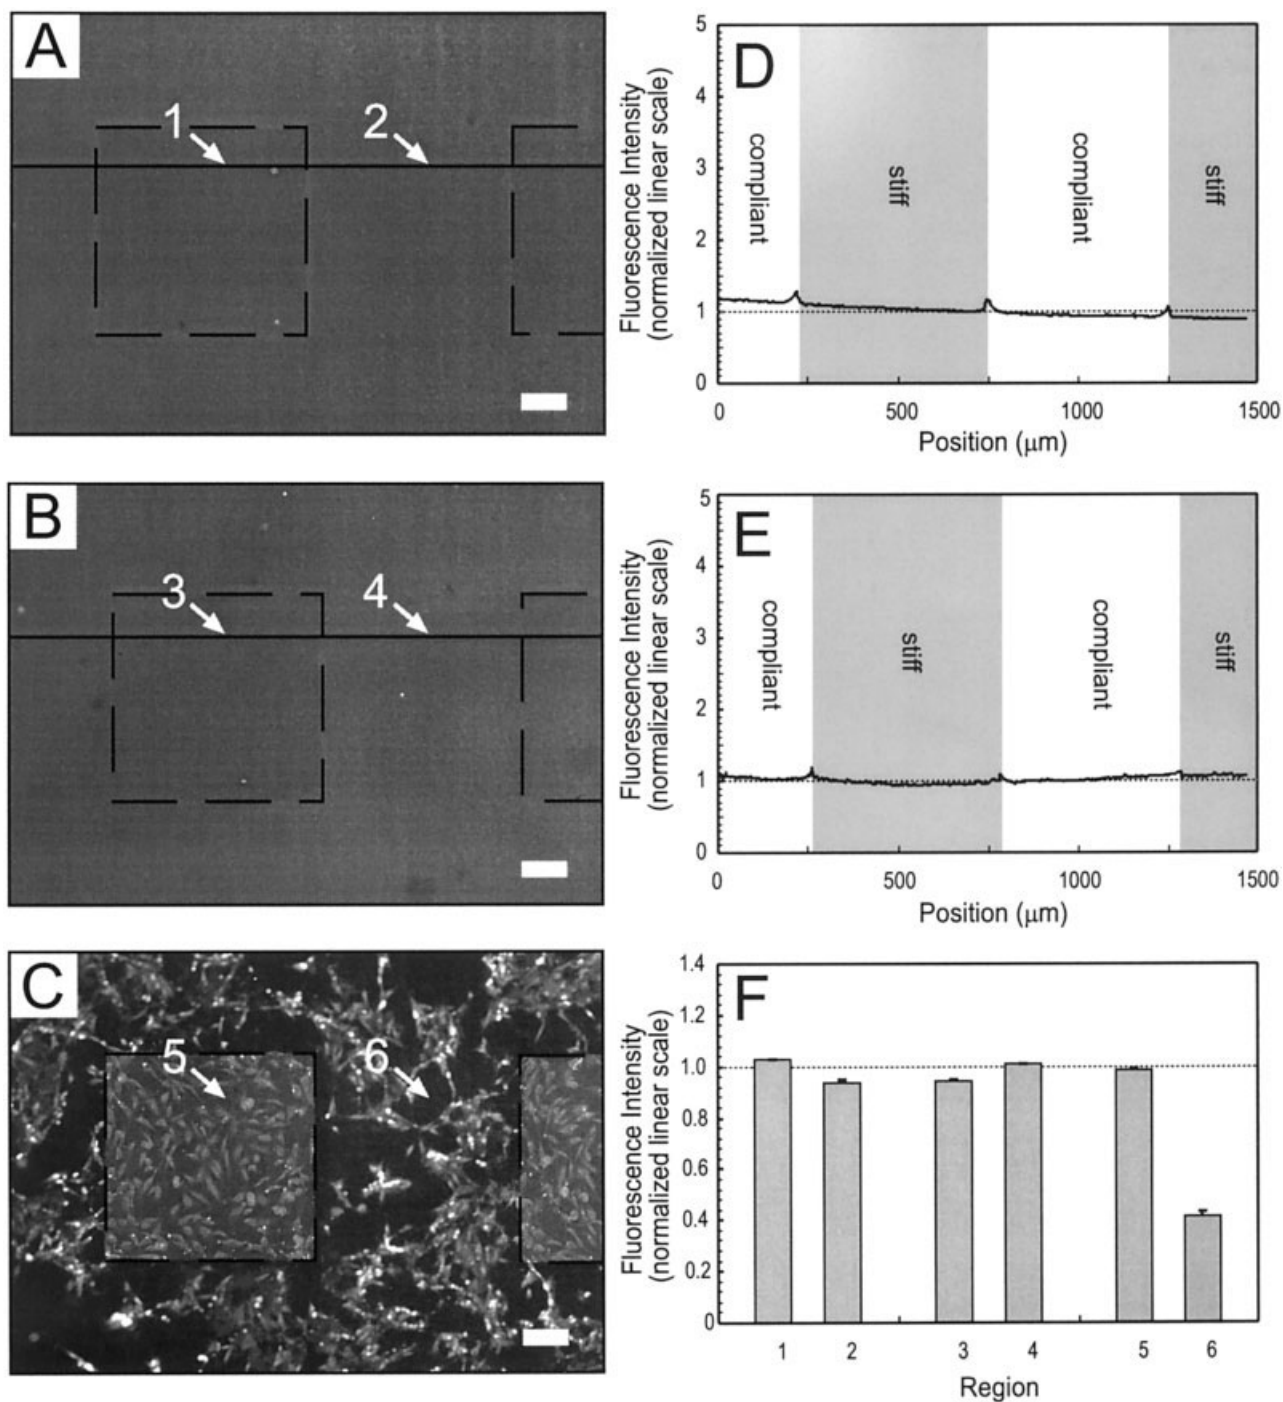 A
1
2
D
Fluorescence Intensity
(normalized linear scale)
5
4
3
2
1
0
compliant
stiff
compliant
stiff
0
500
1000
1500
Position (μm)
B
3
4
E
Fluorescence Intensity
(normalized linear scale)
5
4
3
2
1
0
compliant
stiff
compliant
stiff
0
500
1000
1500
Position (μm)
C
5
6
F
Fluorescence Intensity
(normalized linear scale)
1.4
1.2
1.0
0.8
0.6
0.4
0.2
0
1
2
3
4
5
6
Region